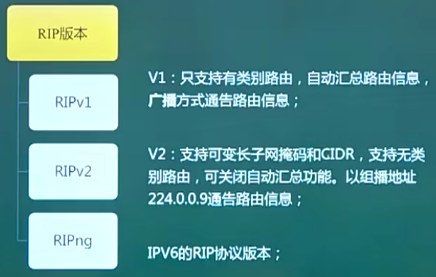 RIP版本
RIPv1
V1：只支持有类别路由，自动汇总路由信息，
广播方式通告路由信息；
RIPv2
V2：支持可变长子网掩码和CIDR，支持无类
别路由，可关闭自动汇总功能。以组播地址
224.0.0.9通告路由信息；
RIPng
IPV6的RIP协议版本；